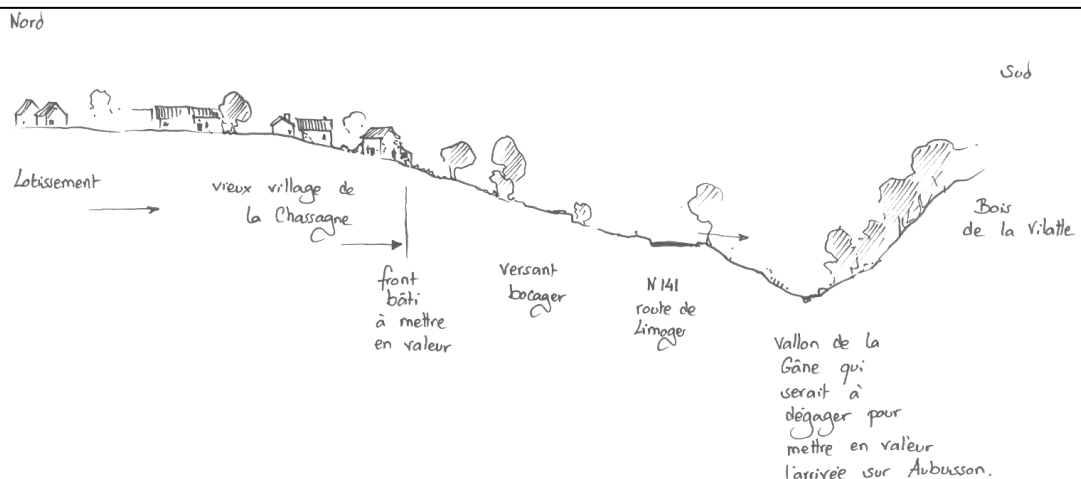 Nord
Sud
Lotissement
vieux village de
la Chassagne
front
bâti
à mettre
en valeur
versant
bocager
N 141
route de
Limoges
Bois
de la Vilatte
vallon de la
Gâne qui
serait à
dégager pour
mettre en valeur
l'arrivée sur Aubusson.